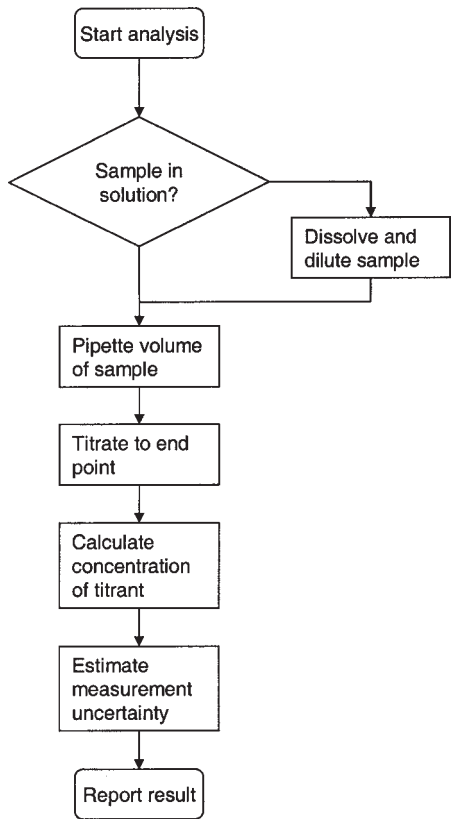 Start analysis
Sample in
solution?
Dissolve and
dilute sample
Pipette volume
of sample
Titrate to end
point
Calculate
concentration
of titrant
Estimate
measurement
uncertainty
Report result